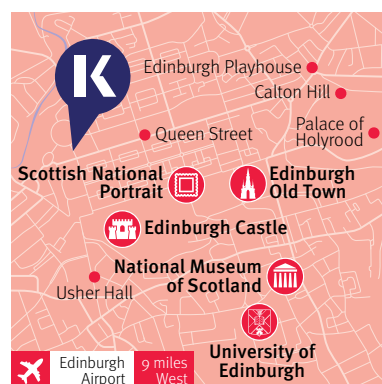 K
Edinburgh Playhouse
Calton Hill
Palace of
Holyrood
Queen Street
Scottish National
Portrait
Edinburgh
Old Town
Edinburgh Castle
National Museum
of Scotland
Usher Hall
University of
Edinburgh
Edinburgh
Airport
9 miles
West